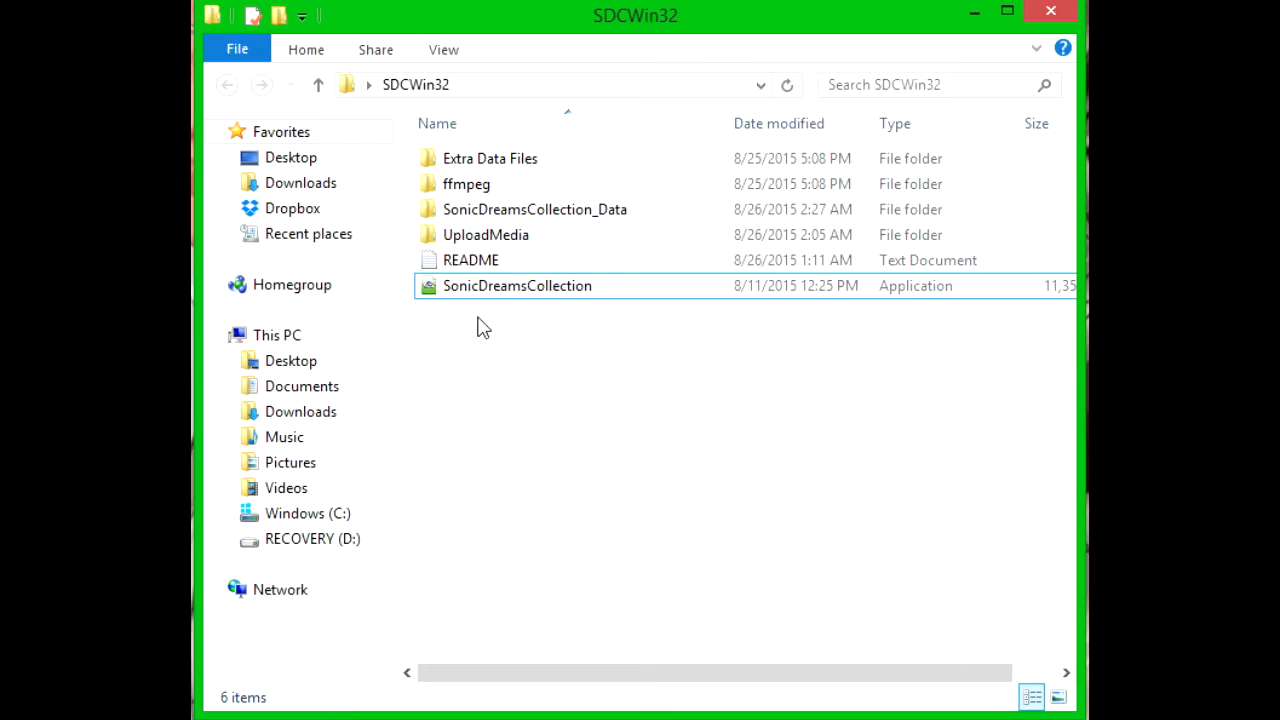 SDCWin32
File Home Share View
SDCWin32 Search SDCWin32
Name Date modified Type Size
Extra Data Files 8/25/2015 5:08 PM File folder
ffmpeg 8/25/2015 5:08 PM File folder
SonicDreamsCollection_Data 8/26/2015 2:27 AM File folder
UploadMedia 8/26/2015 2:05 AM File folder
README 8/26/2015 1:11 AM Text Document
SonicDreamsCollection 8/11/2015 12:25 PM Application 11,35
Favorites
Desktop
Downloads
Dropbox
Recent places
Homegroup
This PC
Desktop
Documents
Downloads
Music
Pictures
Videos
Windows (C:)
RECOVERY (D:)
Network
6 items